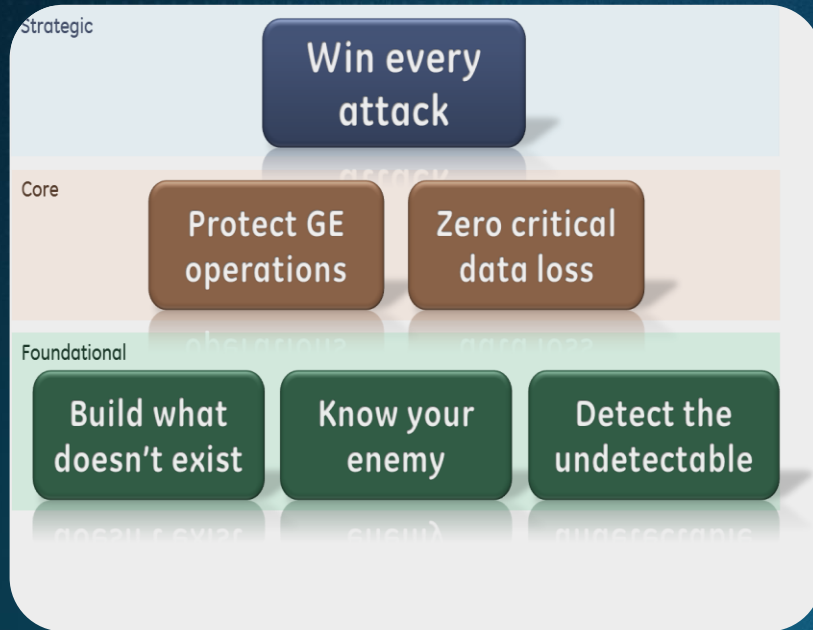 Strategic
Win every
attack
Core
Protect GE
operations
Zero critical
data loss
Foundational
Build what
doesn’t exist
Know your
enemy
Detect the
undetectable